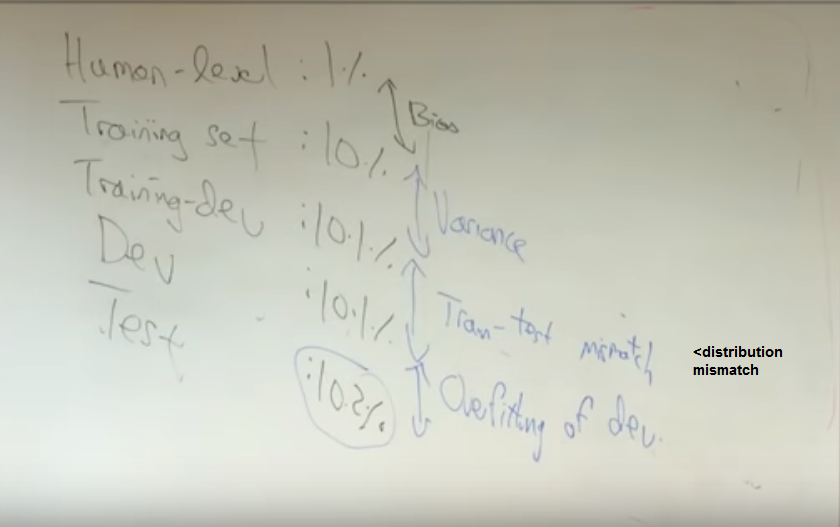 Human-level : 1%
Bias
Training set : 10%
Variance
Training-dev : 10.1%
Train-test mismatch
<distribution
mismatch
Dev : 10.1%
Overfitting of dev.
Test : 10.2%